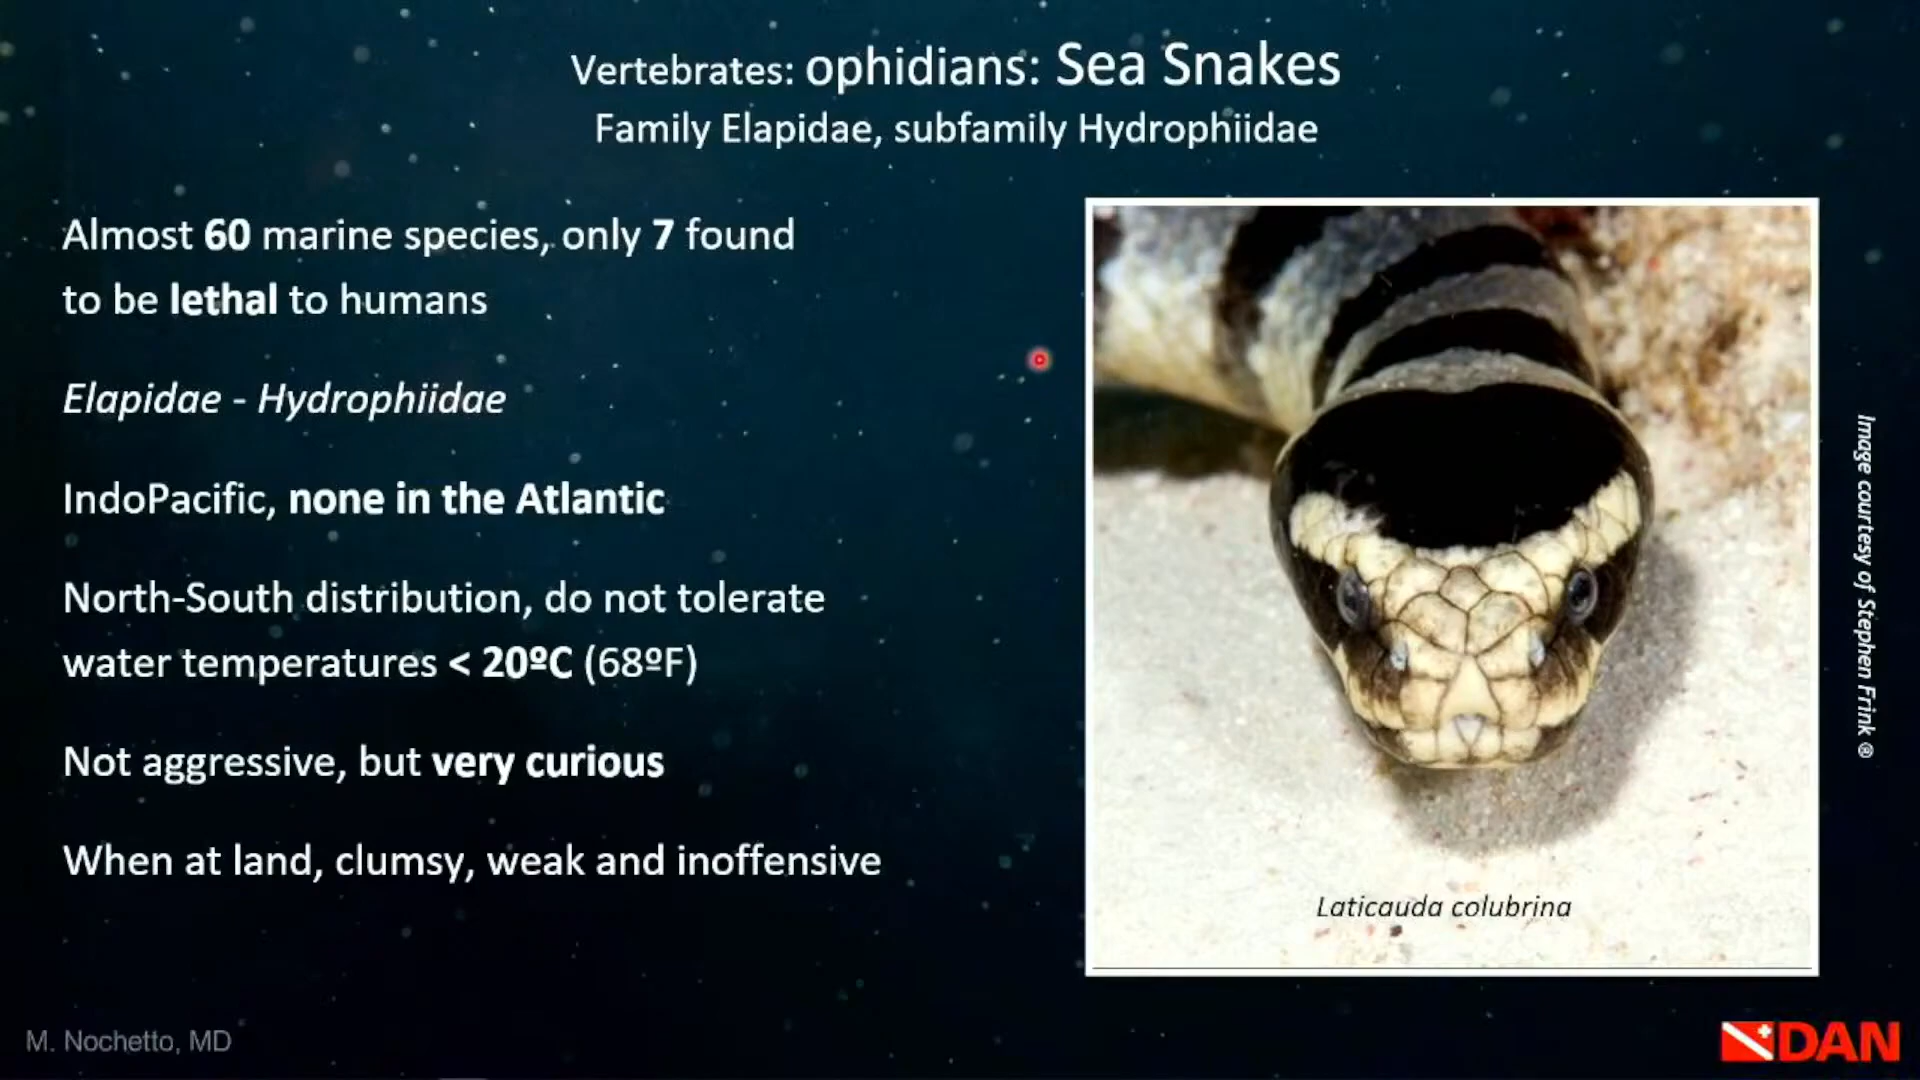 Vertebrates: ophidians: Sea Snakes
Family Elapidae, subfamily Hydrophiidae
Almost 60 marine species, only 7 found
to be lethal to humans
Elapidae - Hydrophiidae
IndoPacific, none in the Atlantic
North-South distribution, do not tolerate
water temperatures < 20ºC (68ºF)
Not aggressive, but very curious
When at land, clumsy, weak and inoffensive
Laticauda colubrina
Image courtesy of Stephen Frink ®
M. Nochetto, MD
DAN